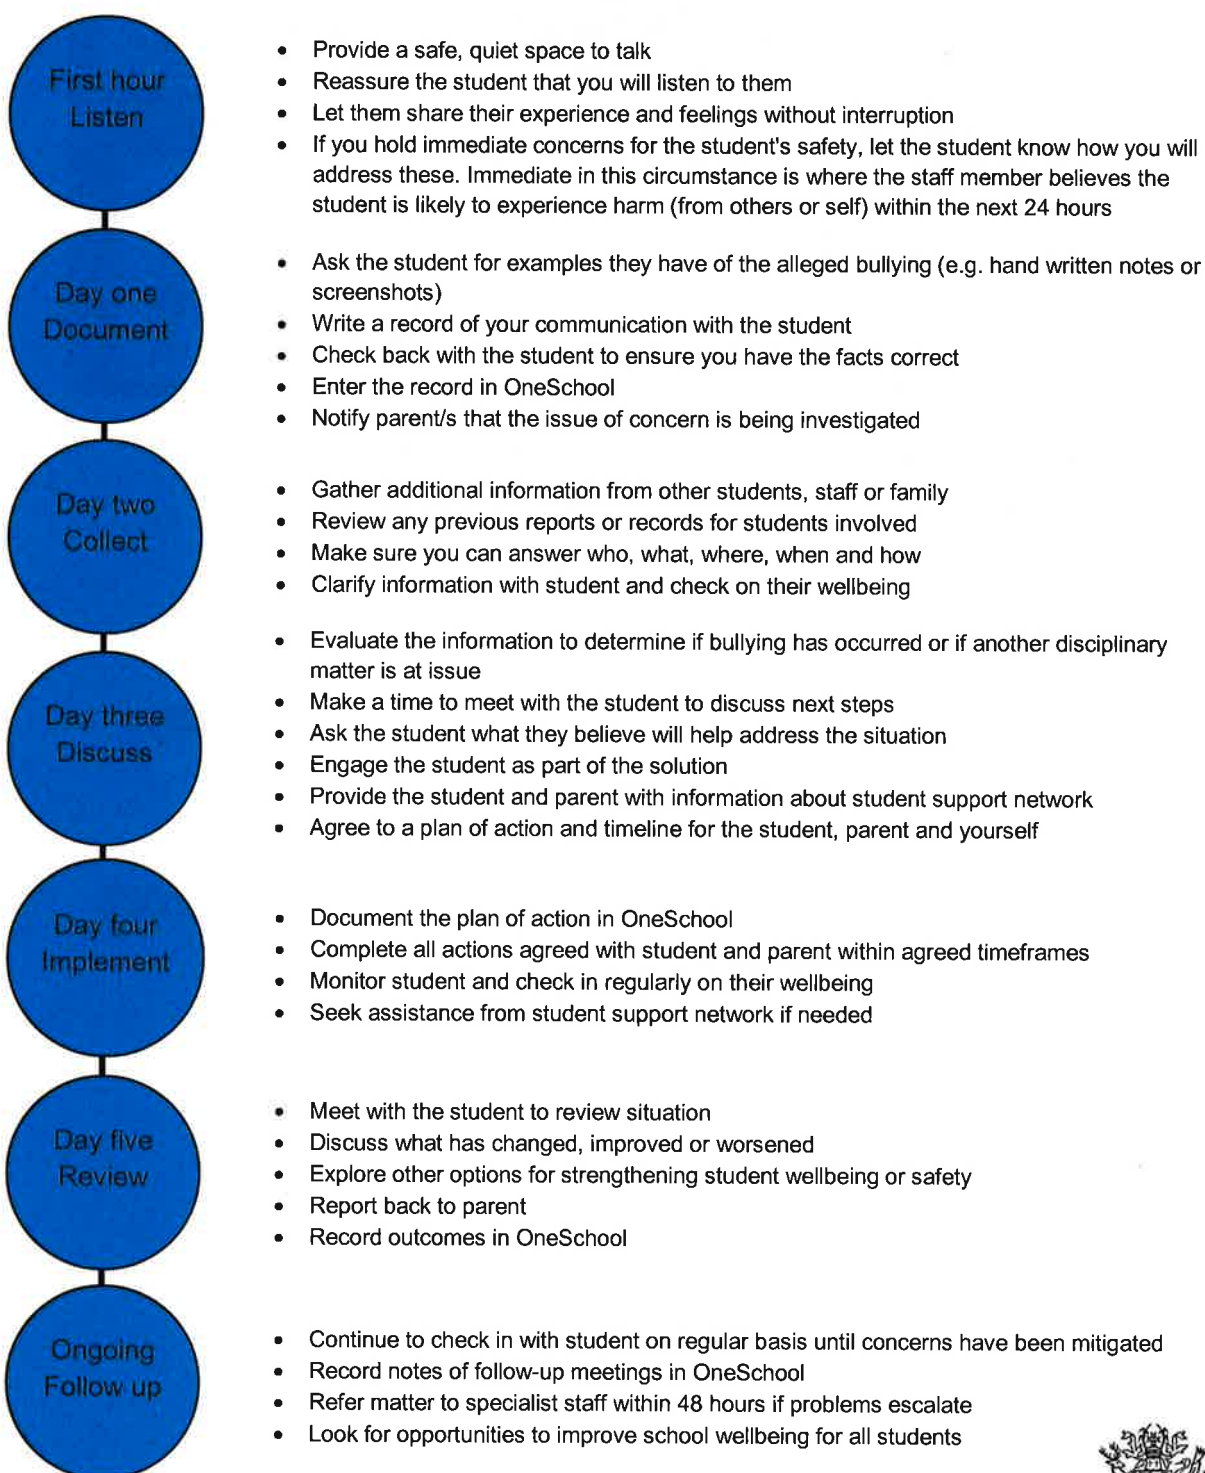 First hour
Listen
• Provide a safe, quiet space to talk
• Reassure the student that you will listen to them
• Let them share their experience and feelings without interruption
• If you hold immediate concerns for the student's safety, let the student know how you will
address these. Immediate in this circumstance is where the staff member believes the
student is likely to experience harm (from others or self) within the next 24 hours
Day one
Document
• Ask the student for examples they have of the alleged bullying (e.g. hand written notes or
screenshots)
• Write a record of your communication with the student
• Check back with the student to ensure you have the facts correct
• Enter the record in OneSchool
• Notify parent/s that the issue of concern is being investigated
Day two
Collect
• Gather additional information from other students, staff or family
• Review any previous reports or records for students involved
• Make sure you can answer who, what, where, when and how
• Clarify information with student and check on their wellbeing
Day three
Discuss
• Evaluate the information to determine if bullying has occurred or if another disciplinary
matter is at issue
• Make a time to meet with the student to discuss next steps
• Ask the student what they believe will help address the situation
• Engage the student as part of the solution
• Provide the student and parent with information about student support network
• Agree to a plan of action and timeline for the student, parent and yourself
Day four
Implement
• Document the plan of action in OneSchool
• Complete all actions agreed with student and parent within agreed timeframes
• Monitor student and check in regularly on their wellbeing
• Seek assistance from student support network if needed
Day five
Review
• Meet with the student to review situation
• Discuss what has changed, improved or worsened
• Explore other options for strengthening student wellbeing or safety
• Report back to parent
• Record outcomes in OneSchool
Ongoing
Follow up
• Continue to check in with student on regular basis until concerns have been mitigated
• Record notes of follow-up meetings in OneSchool
• Refer matter to specialist staff within 48 hours if problems escalate
• Look for opportunities to improve school wellbeing for all students